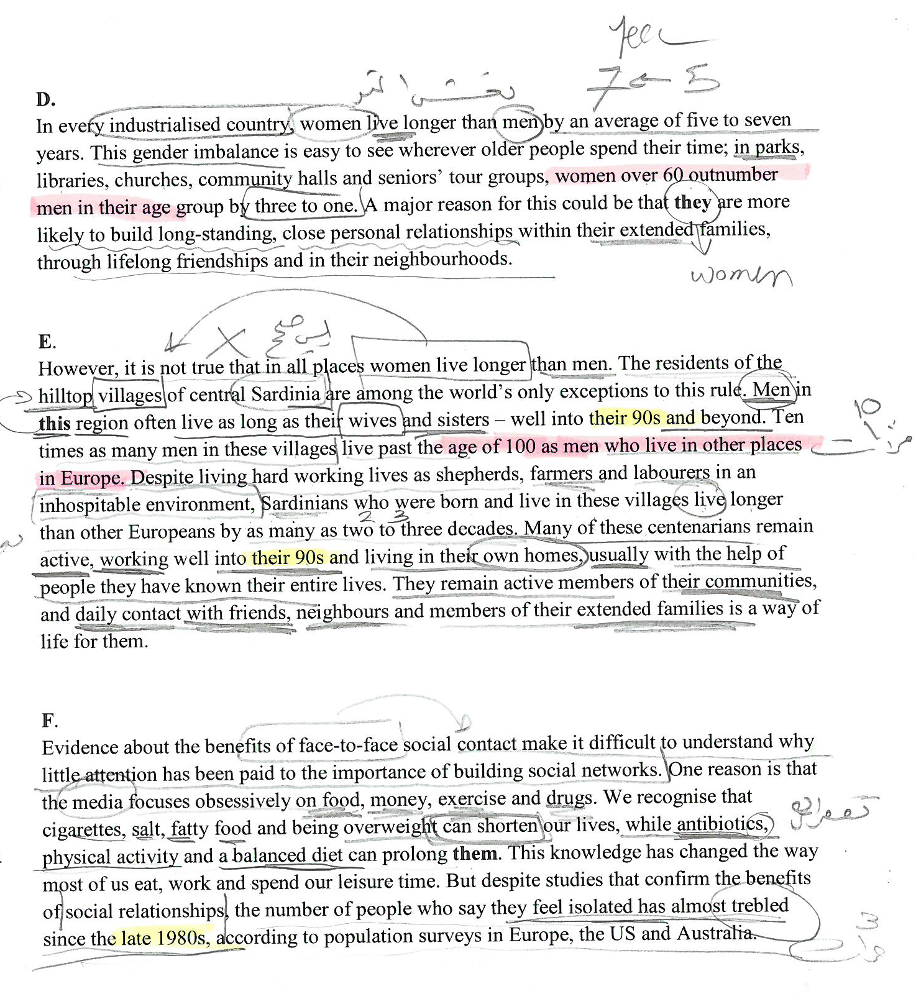 Year
7 ← 5
D.
In every industrialised country, women live longer than men by an average of five to seven
years. This gender imbalance is easy to see wherever older people spend their time; in parks,
libraries, churches, community halls and seniors’ tour groups, women over 60 outnumber
men in their age group by three to one. A major reason for this could be that they are more
likely to build long-standing, close personal relationships within their extended families,
through lifelong friendships and in their neighbourhoods.
women
E.
X ليس صح
However, it is not true that in all places women live longer than men. The residents of the
hilltop villages of central Sardinia are among the world’s only exceptions to this rule. Men in
10
this region often live as long as their wives and sisters – well into their 90s and beyond. Ten
times as many men in these villages live past the age of 100 as men who live in other places
in Europe. Despite living hard working lives as shepherds, farmers and labourers in an
inhospitable environment, Sardinians who were born and live in these villages live longer
2 3
than other Europeans by as many as two to three decades. Many of these centenarians remain
active, working well into their 90s and living in their own homes, usually with the help of
people they have known their entire lives. They remain active members of their communities,
and daily contact with friends, neighbours and members of their extended families is a way of
life for them.
F.
Evidence about the benefits of face-to-face social contact make it difficult to understand why
little attention has been paid to the importance of building social networks. One reason is that
the media focuses obsessively on food, money, exercise and drugs. We recognise that
cigarettes, salt, fatty food and being overweight can shorten our lives, while antibiotics,
physical activity and a balanced diet can prolong them. This knowledge has changed the way
most of us eat, work and spend our leisure time. But despite studies that confirm the benefits
of social relationships, the number of people who say they feel isolated has almost trebled
3
since the late 1980s, according to population surveys in Europe, the US and Australia.